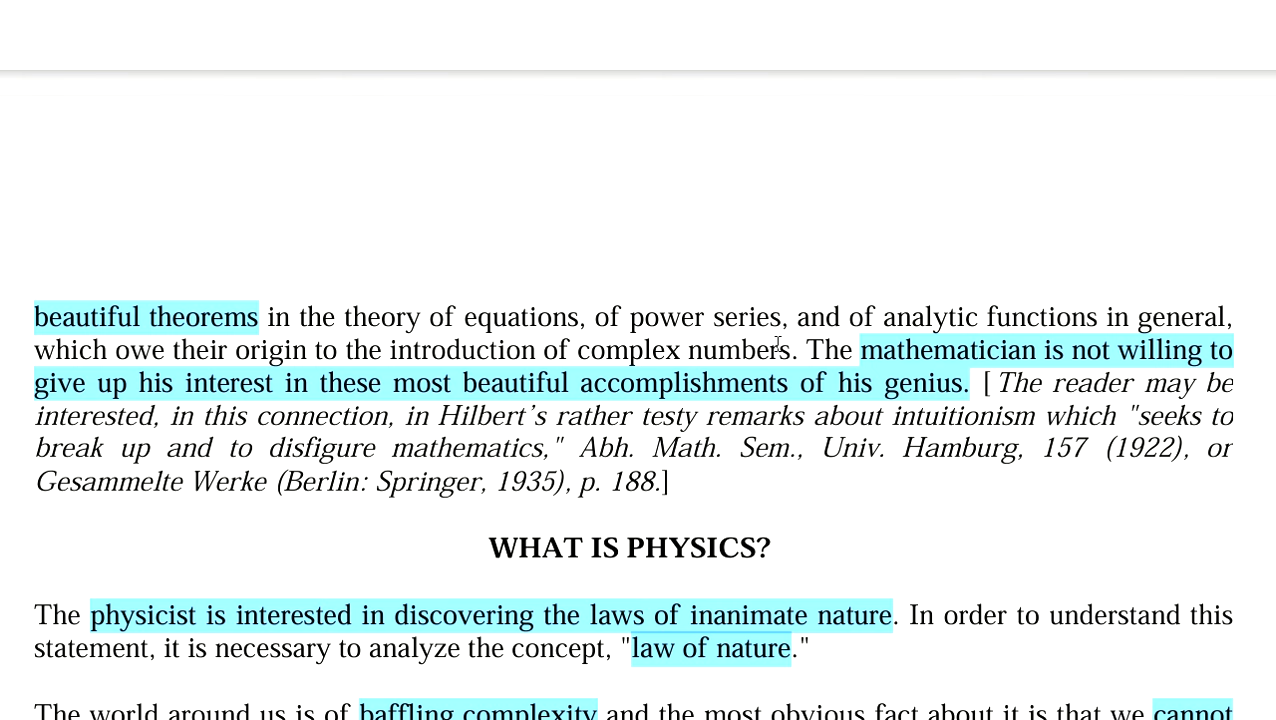 beautiful theorems in the theory of equations, of power series, and of analytic functions in general,
which owe their origin to the introduction of complex numbers. The mathematician is not willing to
give up his interest in these most beautiful accomplishments of his genius. [ The reader may be
interested, in this connection, in Hilbert's rather testy remarks about intuitionism which "seeks to
break up and to disfigure mathematics," Abh. Math. Sem., Univ. Hamburg, 157 (1922), or
Gesammelte Werke (Berlin: Springer, 1935), p. 188.]
WHAT IS PHYSICS?
The physicist is interested in discovering the laws of inanimate nature. In order to understand this
statement, it is necessary to analyze the concept, "law of nature."
The world around us is of baffling complexity and the most obvious fact about it is that we cannot